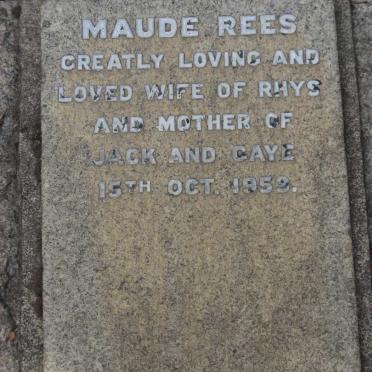 MAUDE REES
GREATLY LOVING AND
LOVED WIFE OF RHYS
AND MOTHER OF
JACK AND GAYE
15TH OCT. 1959.